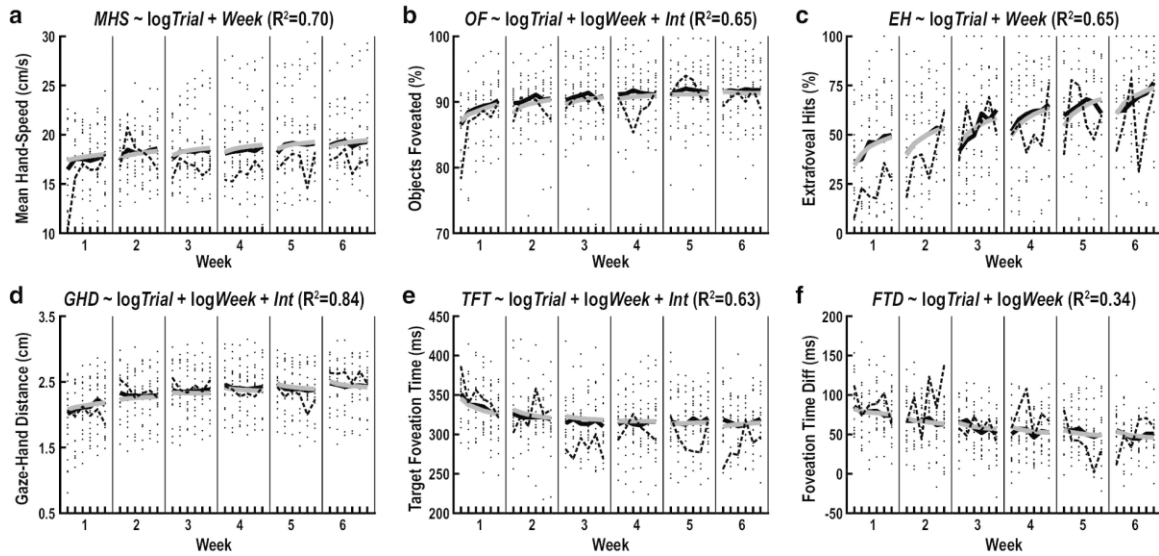 a
MHS ~ logTrial + Week (R²=0.70)
Mean Hand-Speed (cm/s)
30
25
20
15
10
1 2 3 4 5 6
Week
b
OF ~ logTrial + logWeek + Int (R²=0.65)
Objects Foveated (%)
100
90
80
70
1 2 3 4 5 6
Week
c
EH ~ logTrial + Week (R²=0.65)
Extrafoveal Hits (%)
100
75
50
25
0
1 2 3 4 5 6
Week
d
GHD ~ logTrial + logWeek + Int (R²=0.84)
Gaze-Hand Distance (cm)
3.5
2.5
1.5
0.5
1 2 3 4 5 6
Week
e
TFT ~ logTrial + logWeek + Int (R²=0.63)
Target Foveation Time (ms)
450
400
350
300
250
200
1 2 3 4 5 6
Week
f
FTD ~ logTrial + logWeek (R²=0.34)
Foveation Time Diff (ms)
200
150
100
50
0
-50
1 2 3 4 5 6
Week